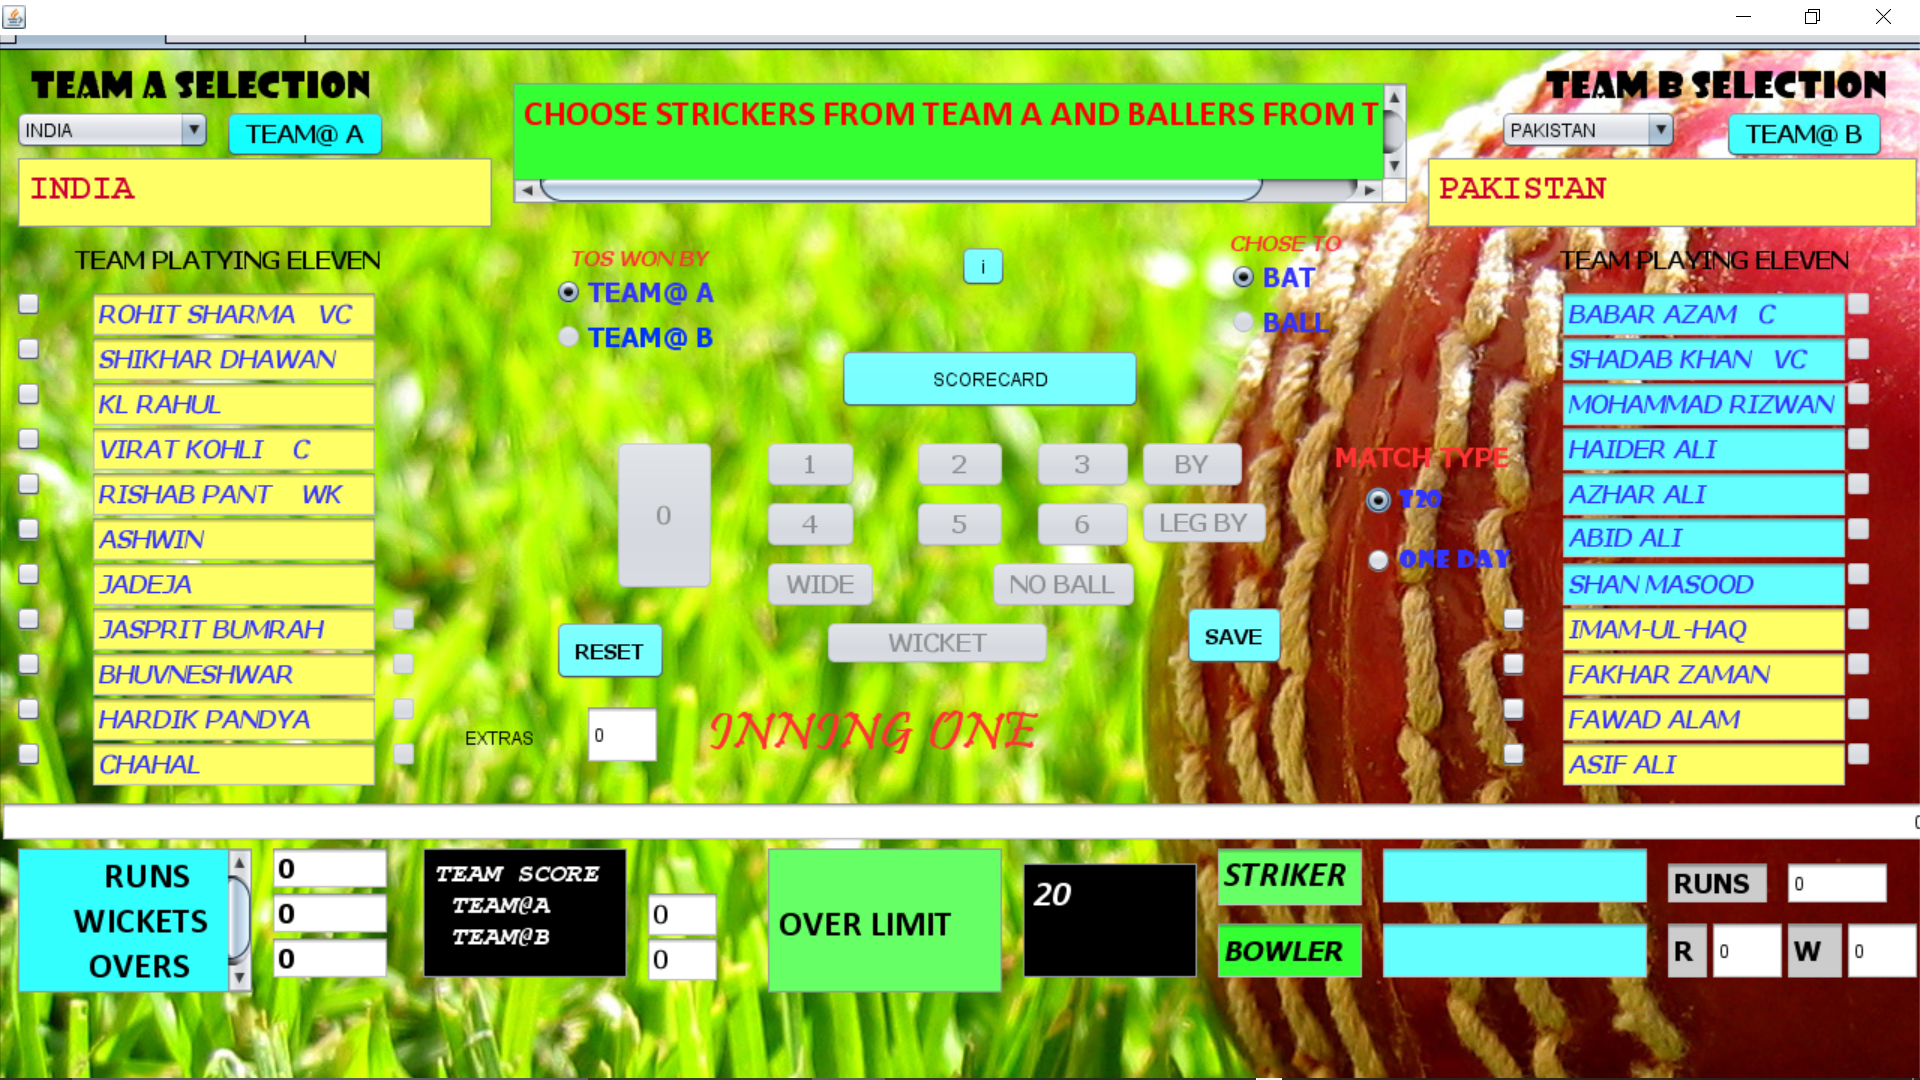 TEAM A SELECTION
INDIA
TEAM@ A
INDIA
CHOOSE STRICKERS FROM TEAM A AND BALLERS FROM T
TEAM B SELECTION
PAKISTAN
TEAM@ B
PAKISTAN
TEAM PLATYING ELEVEN
ROHIT SHARMA VC
SHIKHAR DHAWAN
KL RAHUL
VIRAT KOHLI C
RISHAB PANT WK
ASHWIN
JADEJA
JASPRIT BUMRAH
BHUVNESHWAR
HARDIK PANDYA
CHAHAL
TOS WON BY
TEAM@ A
TEAM@ B
i
CHOSE TO
BAT
BALL
SCORECARD
0
1
2
3
BY
4
5
6
LEG BY
WIDE
NO BALL
WICKET
RESET
SAVE
MATCH TYPE
T20
ONE DAY
EXTRAS
0
INNING ONE
TEAM PLAYING ELEVEN
BABAR AZAM C
SHADAB KHAN VC
MOHAMMAD RIZWAN
HAIDER ALI
AZHAR ALI
ABID ALI
SHAN MASOOD
IMAM-UL-HAQ
FAKHAR ZAMAN
FAWAD ALAM
ASIF ALI
RUNS
WICKETS
OVERS
0
0
0
TEAM SCORE
TEAM@A
TEAM@B
0
0
OVER LIMIT
20
STRIKER
RUNS
0
BOWLER
R
0
W
0